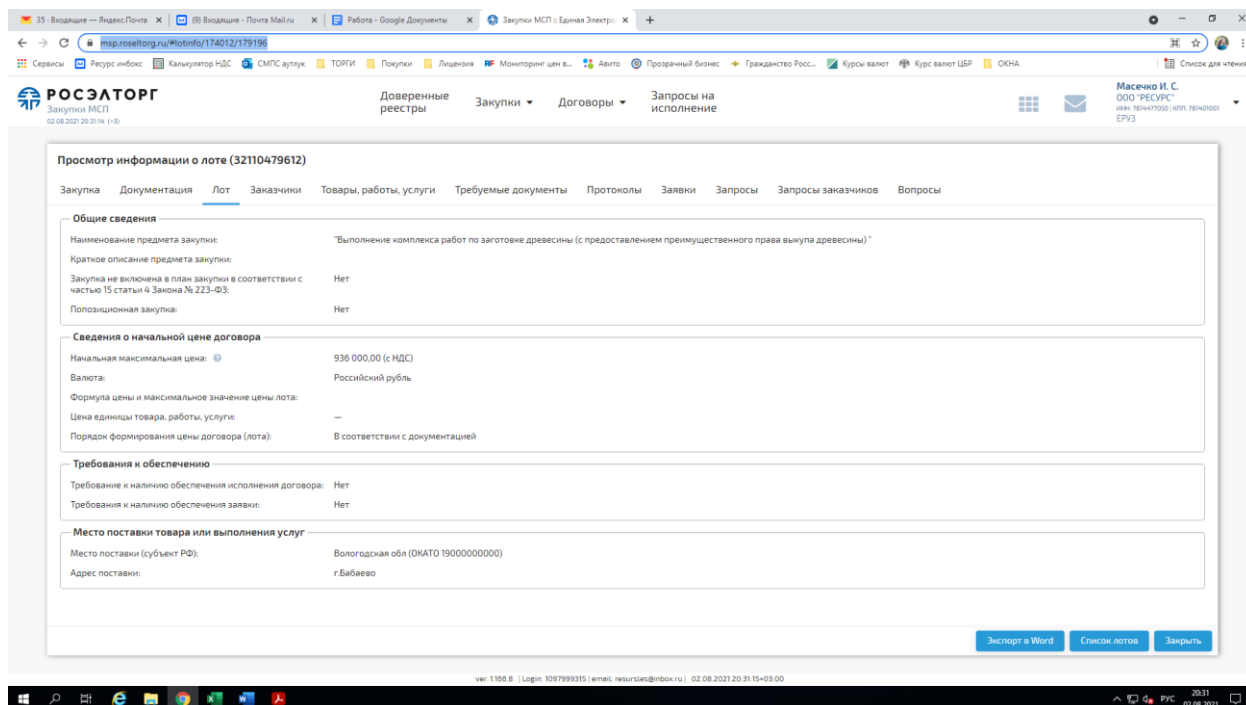 35 · Входящие — Яндекс.Почта
(9) Входящие - Почта Mail.ru
Работа - Google Документы
Закупки МСП :: Единая Электро
msp.roseltorg.ru/#lotinfo/174012/179196
Сервисы Ресурс инбокс Калькулятор НДС СМПС аутлук ТОРГИ Покупки Лицензия Мониторинг цен в... Авито Прозрачный бизнес Гражданство Росс... Курсы валют Курс валют ЦБР ОКНА Список для чтения
РОСЭЛТОРГ
Закупки МСП
02.08.2021 20:31:14 (+3)
Доверенные реестры
Закупки
Договоры
Запросы на исполнение
Масечко И. С.
ООО "РЕСУРС"
ИНН: 7814477056 | КПП: 781401001
ЕРУЗ
Просмотр информации о лоте (32110479612)
Закупка Документация Лот Заказчики Товары, работы, услуги Требуемые документы Протоколы Заявки Запросы Запросы заказчиков Вопросы
Общие сведения
Наименование предмета закупки: "Выполнение комплекса работ по заготовке древесины (с предоставлением преимущественного права выкупа древесины) "
Краткое описание предмета закупки:
Закупка не включена в план закупки в соответствии с
частью 15 статьи 4 Закона № 223-ФЗ: Нет
Попозиционная закупка: Нет
Сведения о начальной цене договора
Начальная максимальная цена: 936 000,00 (с НДС)
Валюта: Российский рубль
Формула цены и максимальное значение цены лота:
Цена единицы товара, работы, услуги: —
Порядок формирования цены договора (лота): В соответствии с документацией
Требования к обеспечению
Требование к наличию обеспечения исполнения договора: Нет
Требования к наличию обеспечения заявки: Нет
Место поставки товара или выполнения услуг
Место поставки (субъект РФ): Вологодская обл (ОКАТО 19000000000)
Адрес поставки: г.Бабаево
Экспорт в Word Список лотов Закрыть
ver. 1.166.8 | Login: 1097999315 | email: resursles@inbox.ru | 02.08.2021 20:31:15+03:00
РУС 20:31
02.08.2021